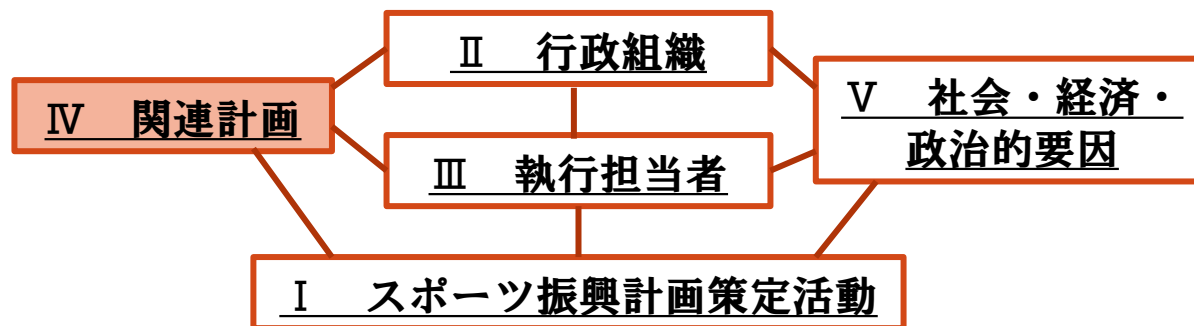 Ⅱ 行政組織
Ⅳ 関連計画
Ⅴ 社会・経済・
政治的要因
Ⅲ 執行担当者
Ⅰ スポーツ振興計画策定活動